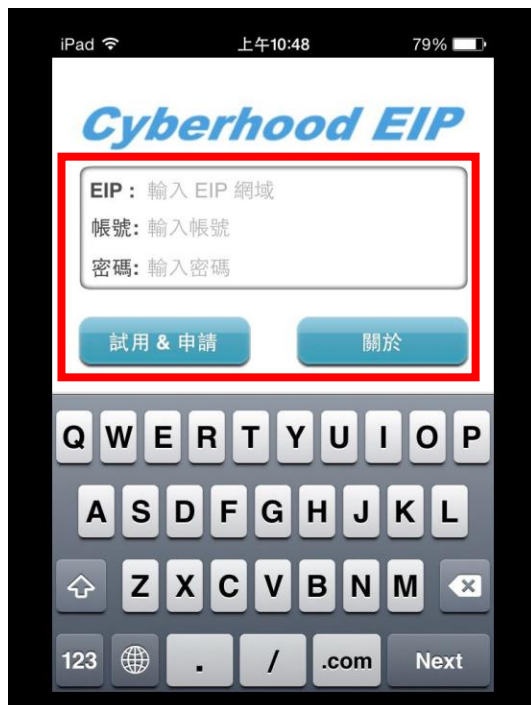 iPad 上午10:48 79%
Cyberhood EIP
EIP : 輸入 EIP 網域
帳號: 輸入帳號
密碼: 輸入密碼
試用 & 申請 關於
Q W E R T Y U I O P
A S D F G H J K L
Z X C V B N M
123 . / .com Next